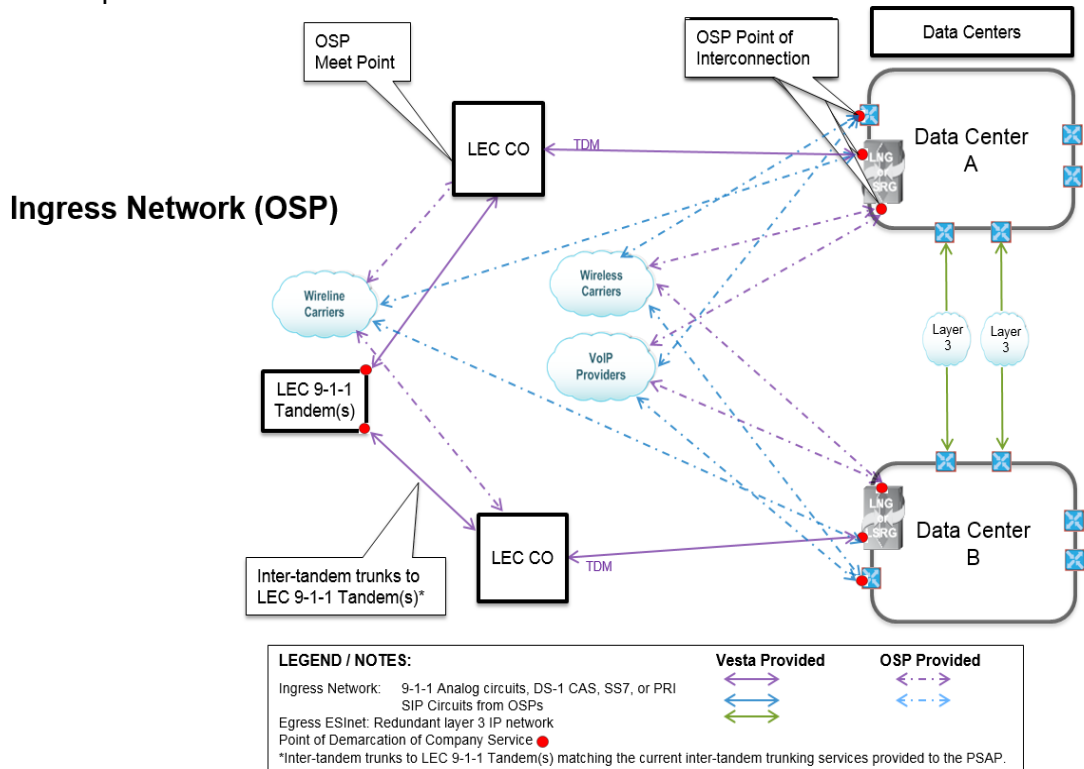 OSP
Meet Point
OSP Point of
Interconnection
Data Centers
LEC CO
TDM
LNG
or
LSRG
Data Center
A
Ingress Network (OSP)
Wireline
Carriers
Wireless
Carriers
Layer
3
Layer
3
VoIP
Providers
LEC 9-1-1
Tandem(s)
LNG
or
LSRG
Data Center
B
LEC CO
TDM
Inter-tandem trunks to
LEC 9-1-1 Tandem(s)*
LEGEND / NOTES:
Vesta Provided
OSP Provided
Ingress Network: 9-1-1 Analog circuits, DS-1 CAS, SS7, or PRI
SIP Circuits from OSPs
Egress ESInet: Redundant layer 3 IP network
Point of Demarcation of Company Service
*Inter-tandem trunks to LEC 9-1-1 Tandem(s) matching the current inter-tandem trunking services provided to the PSAP.